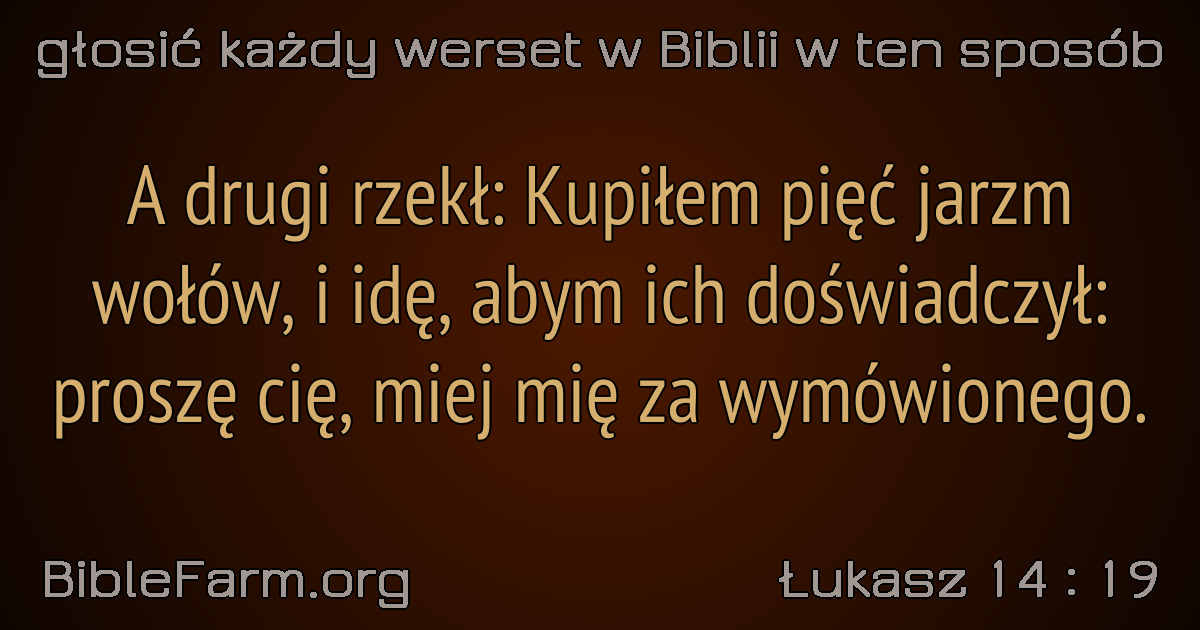 głosić każdy werset w Biblii w ten sposób
A drugi rzekł: Kupiłem pięć jarzm
wołów, i idę, abym ich doświadczył:
proszę cię, miej mię za wymówionego.
BibleFarm.org
Łukasz 14 : 19